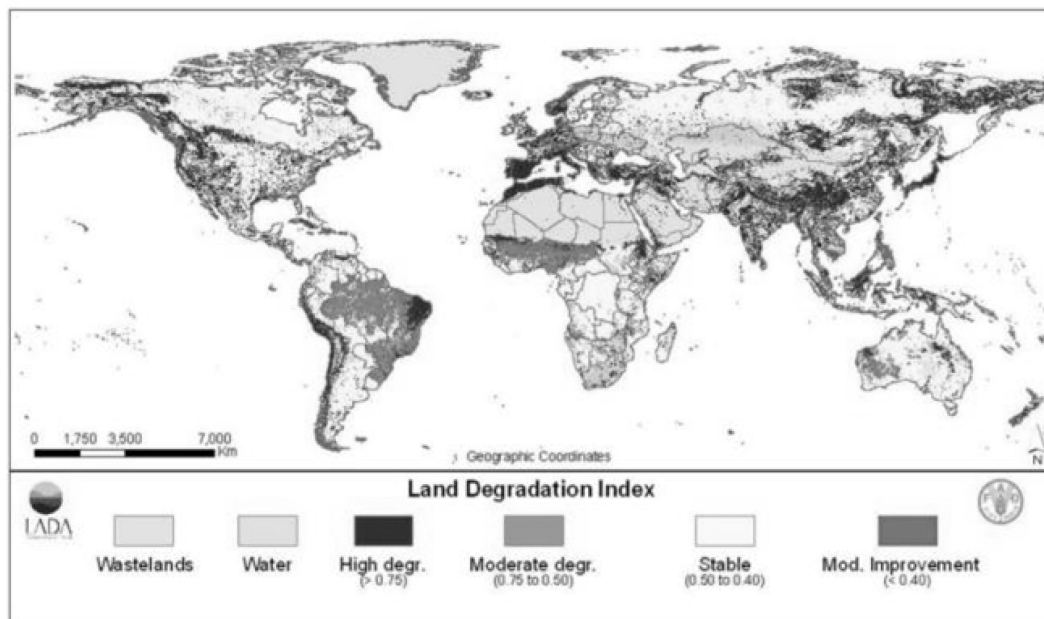 0 1,750 3,500 7,000
Km
Geographic Coordinates
N
Land Degradation Index
LADA
FAO
Wastelands Water High degr. Moderate degr. Stable Mod. Improvement
(> 0.75) (0.75 to 0.50) (0.50 to 0.40) (< 0.40)